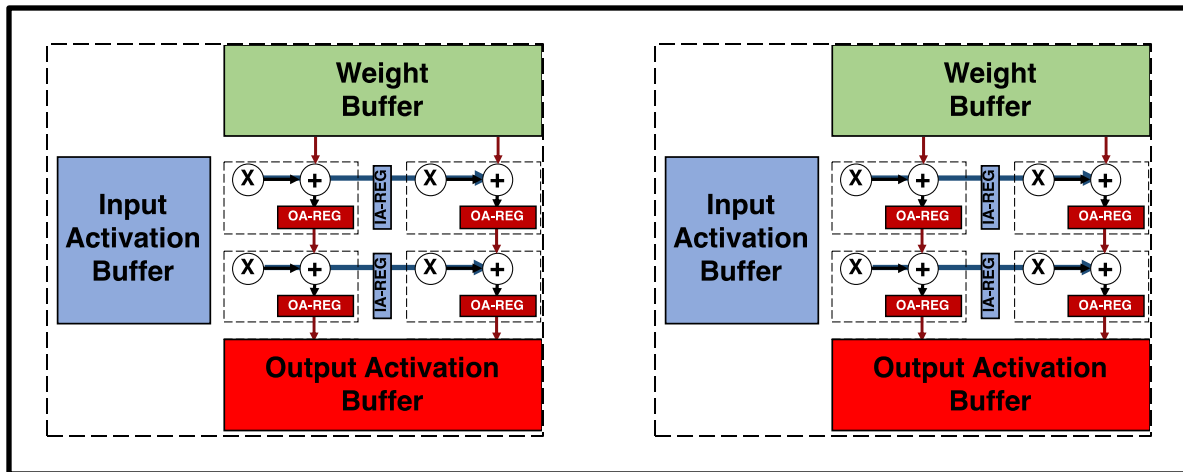 Weight
Buffer
Input
Activation
Buffer
X
+
IA-REG
X
+
OA-REG
OA-REG
X
+
IA-REG
X
+
OA-REG
OA-REG
Output Activation
Buffer
Weight
Buffer
Input
Activation
Buffer
X
+
IA-REG
X
+
OA-REG
OA-REG
X
+
IA-REG
X
+
OA-REG
OA-REG
Output Activation
Buffer